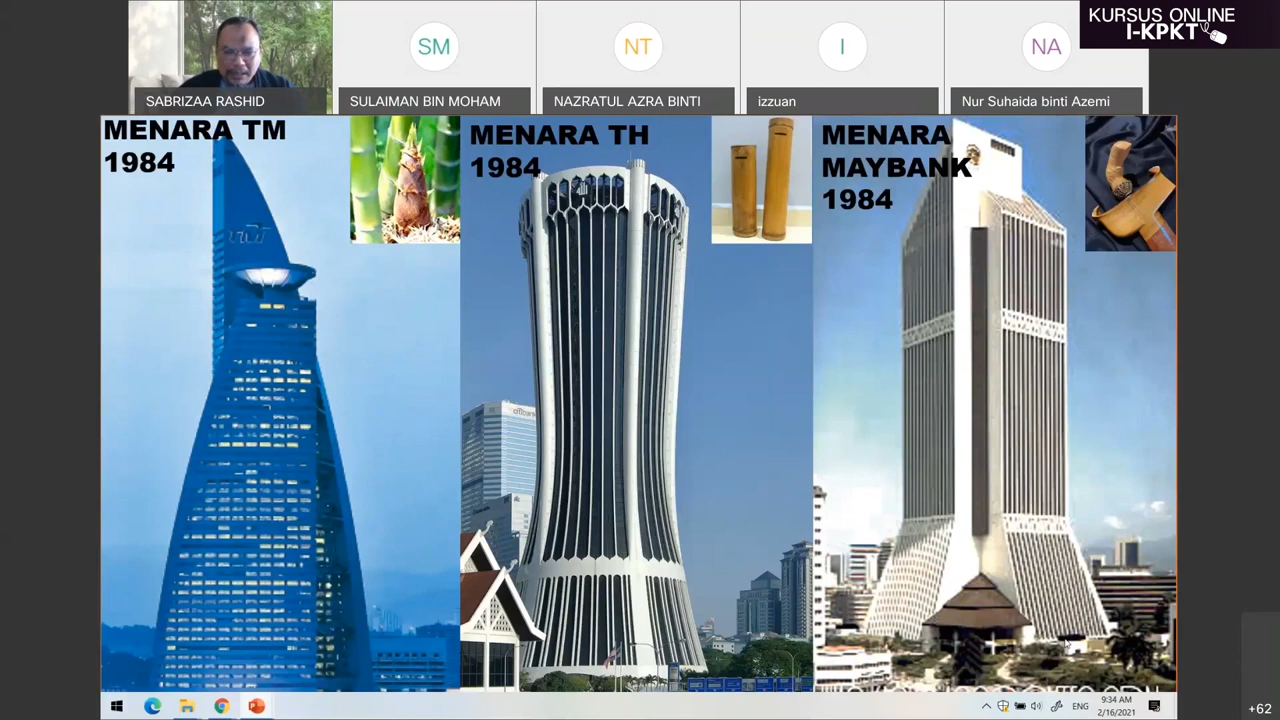 KURSUS ONLINE
I-KPKT
SM
NT
I
NA
SABRIZAA RASHID
SULAIMAN BIN MOHAM
NAZRATUL AZRA BINTI
izzuan
Nur Suhaida binti Azemi
MENARA TM
1984
MENARA TH
1984
MENARA
MAYBANK
1984
citibank
ENG
9:34 AM
2/16/2021
+62